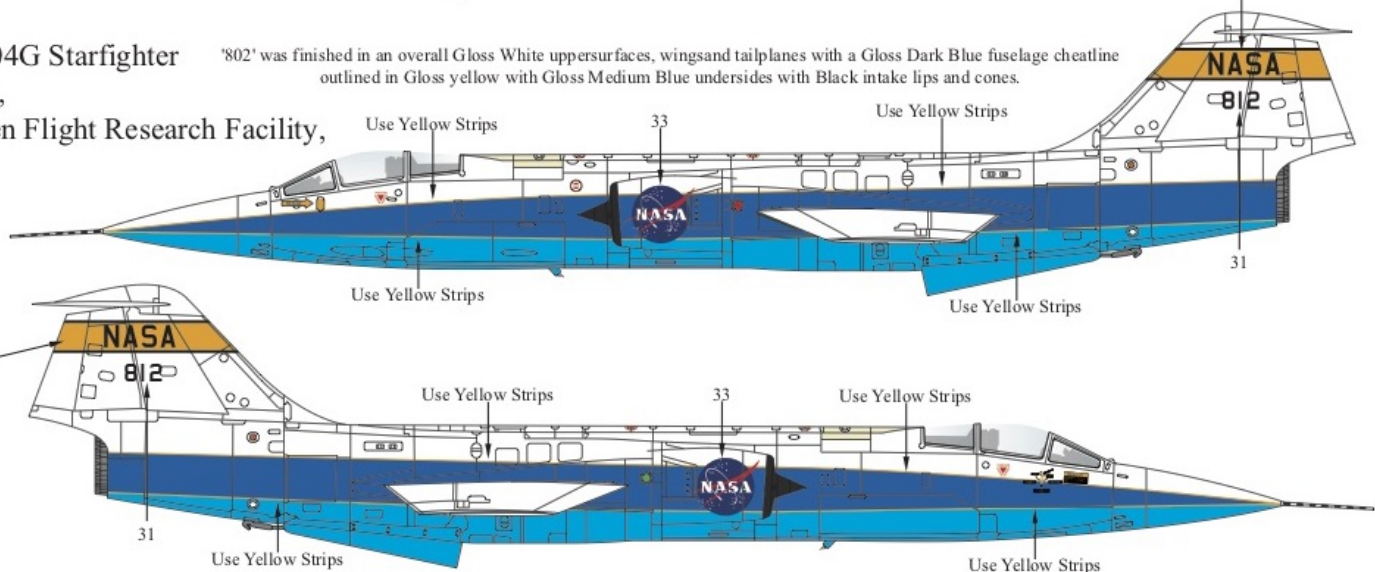 04G Starfighter
'802' was finished in an overall Gloss White uppersurfaces, wingsand tailplanes with a Gloss Dark Blue fuselage cheatline
outlined in Gloss yellow with Gloss Medium Blue undersides with Black intake lips and cones.
,
en Flight Research Facility,
NASA
812
Use Yellow Strips
33
Use Yellow Strips
NASA
31
Use Yellow Strips
Use Yellow Strips
NASA
812
Use Yellow Strips
33
Use Yellow Strips
NASA
31
Use Yellow Strips
Use Yellow Strips